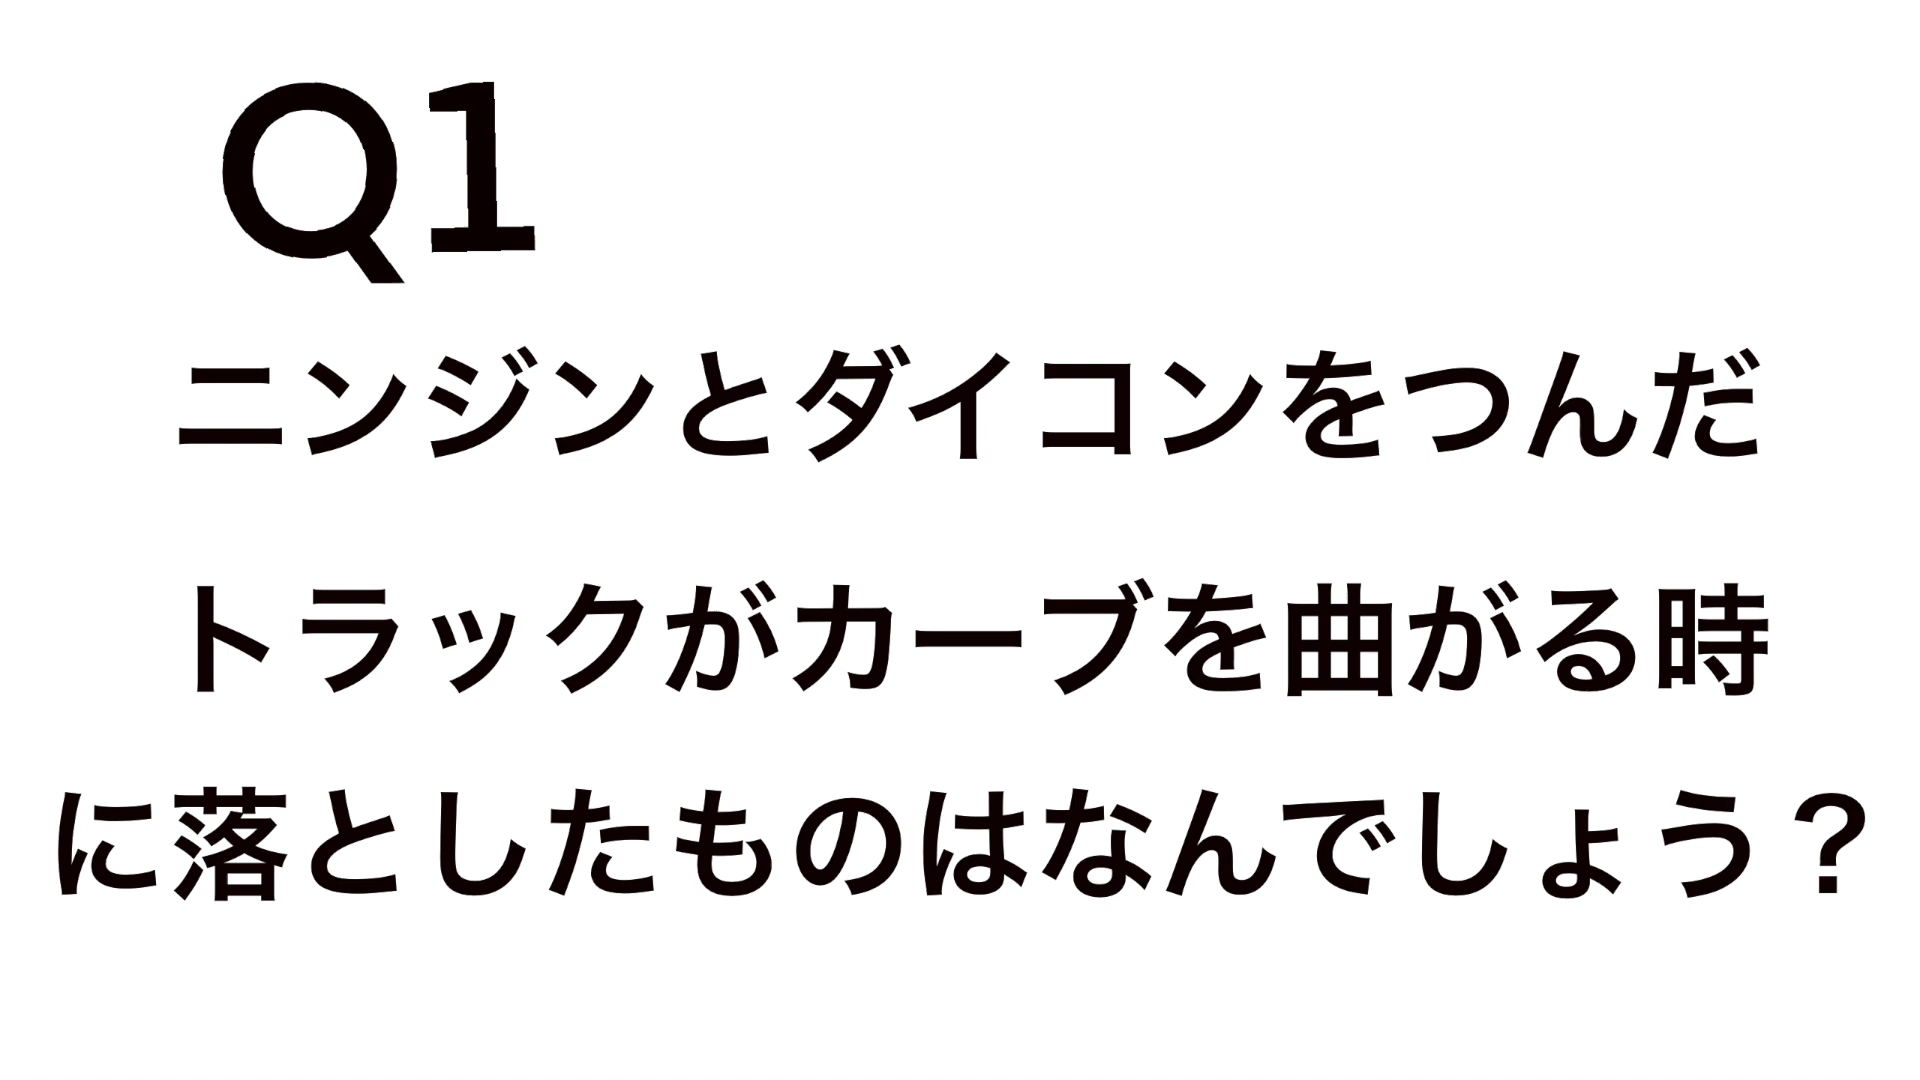 Q1
ニンジンとダイコンをつんだ
トラックがカーブを曲がる時
に落としたものはなんでしょう？